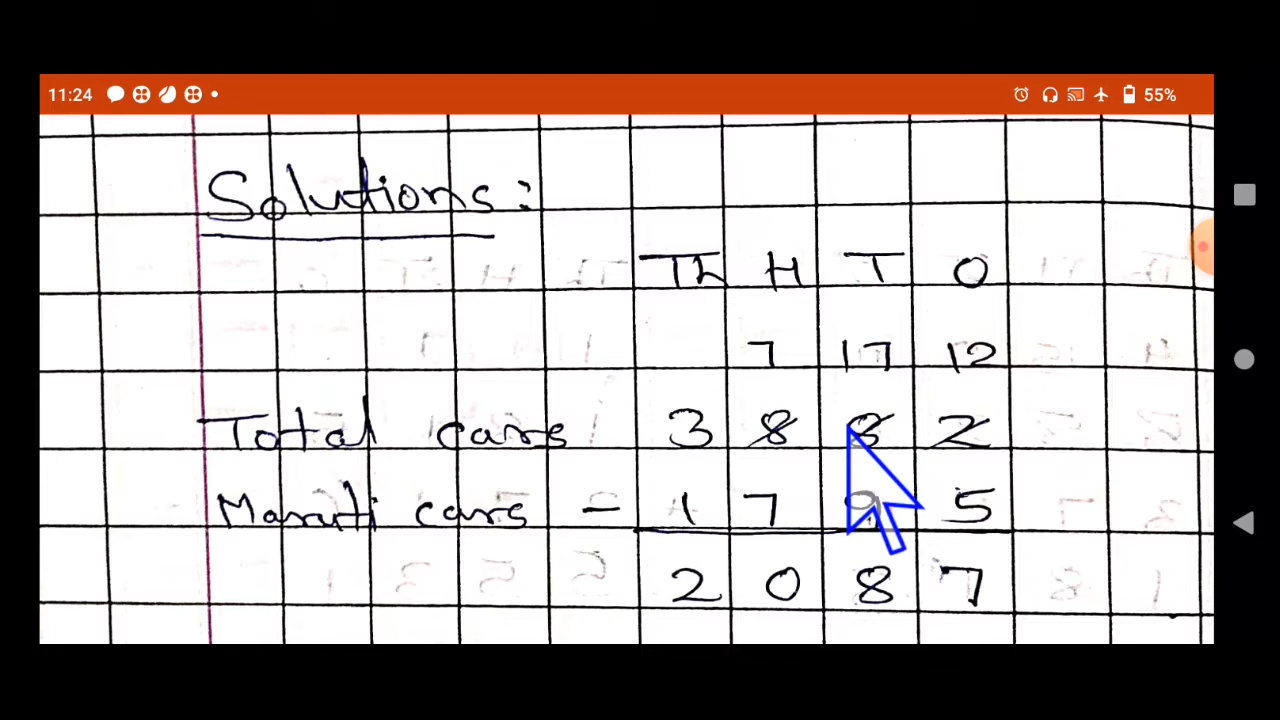 11:24 55%
Solutions:
Th H T O
7 17 12
Total cars 3 8 8 2
Maruti cars - 1 7 9 5
2 0 8 7